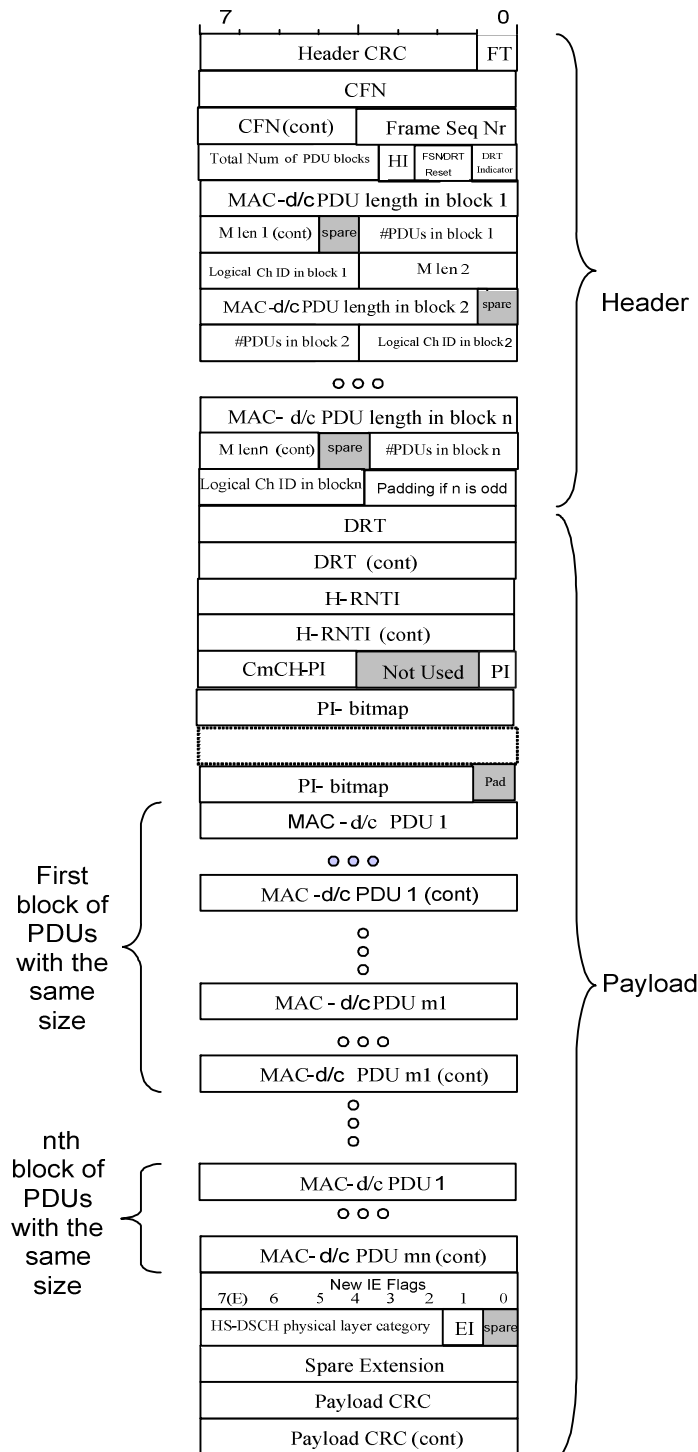 7 0
Header CRC FT
CFN
CFN (cont) Frame Seq Nr
Total Num of PDU blocks HI FSN/DRT Reset DRT Indicator
MAC-d/c PDU length in block 1
M len 1 (cont) spare #PDUs in block 1
Logical Ch ID in block 1 M len 2
MAC-d/c PDU length in block 2 spare
#PDUs in block 2 Logical Ch ID in block 2
Header
MAC- d/c PDU length in block n
M lenn (cont) spare #PDUs in block n
Logical Ch ID in blockn Padding if n is odd
DRT
DRT (cont)
H-RNTI
H-RNTI (cont)
CmCH-PI Not Used PI
PI- bitmap
PI- bitmap Pad
MAC - d/c PDU 1
First
block of
PDUs
with the
same
size
MAC -d/c PDU 1 (cont)
MAC - d/c PDU m1
Payload
MAC-d/c PDU m1 (cont)
nth
block of
PDUs
with the
same
size
MAC- d/c PDU 1
MAC- d/c PDU mn (cont)
New IE Flags
7(E) 6 5 4 3 2 1 0
HS-DSCH physical layer category EI spare
Spare Extension
Payload CRC
Payload CRC (cont)